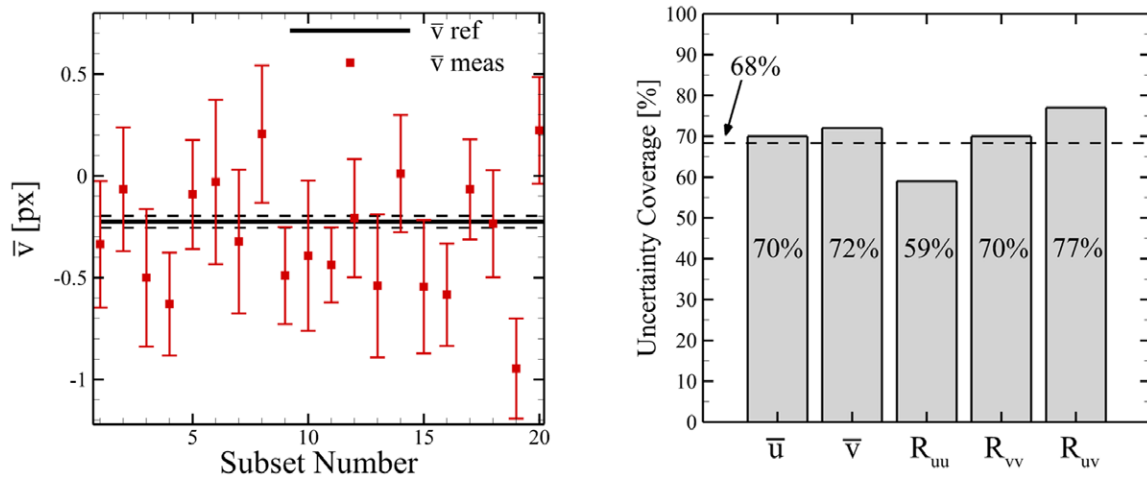 v̅ ref
v̅ meas
0.5
0
-0.5
-1
v̅ [px]
5
10
15
20
Subset Number
100
90
80
70
60
50
40
30
20
10
0
Uncertainty Coverage [%]
68%
70%
72%
59%
70%
77%
u̅
v̅
Ruu
Rvv
Ruv